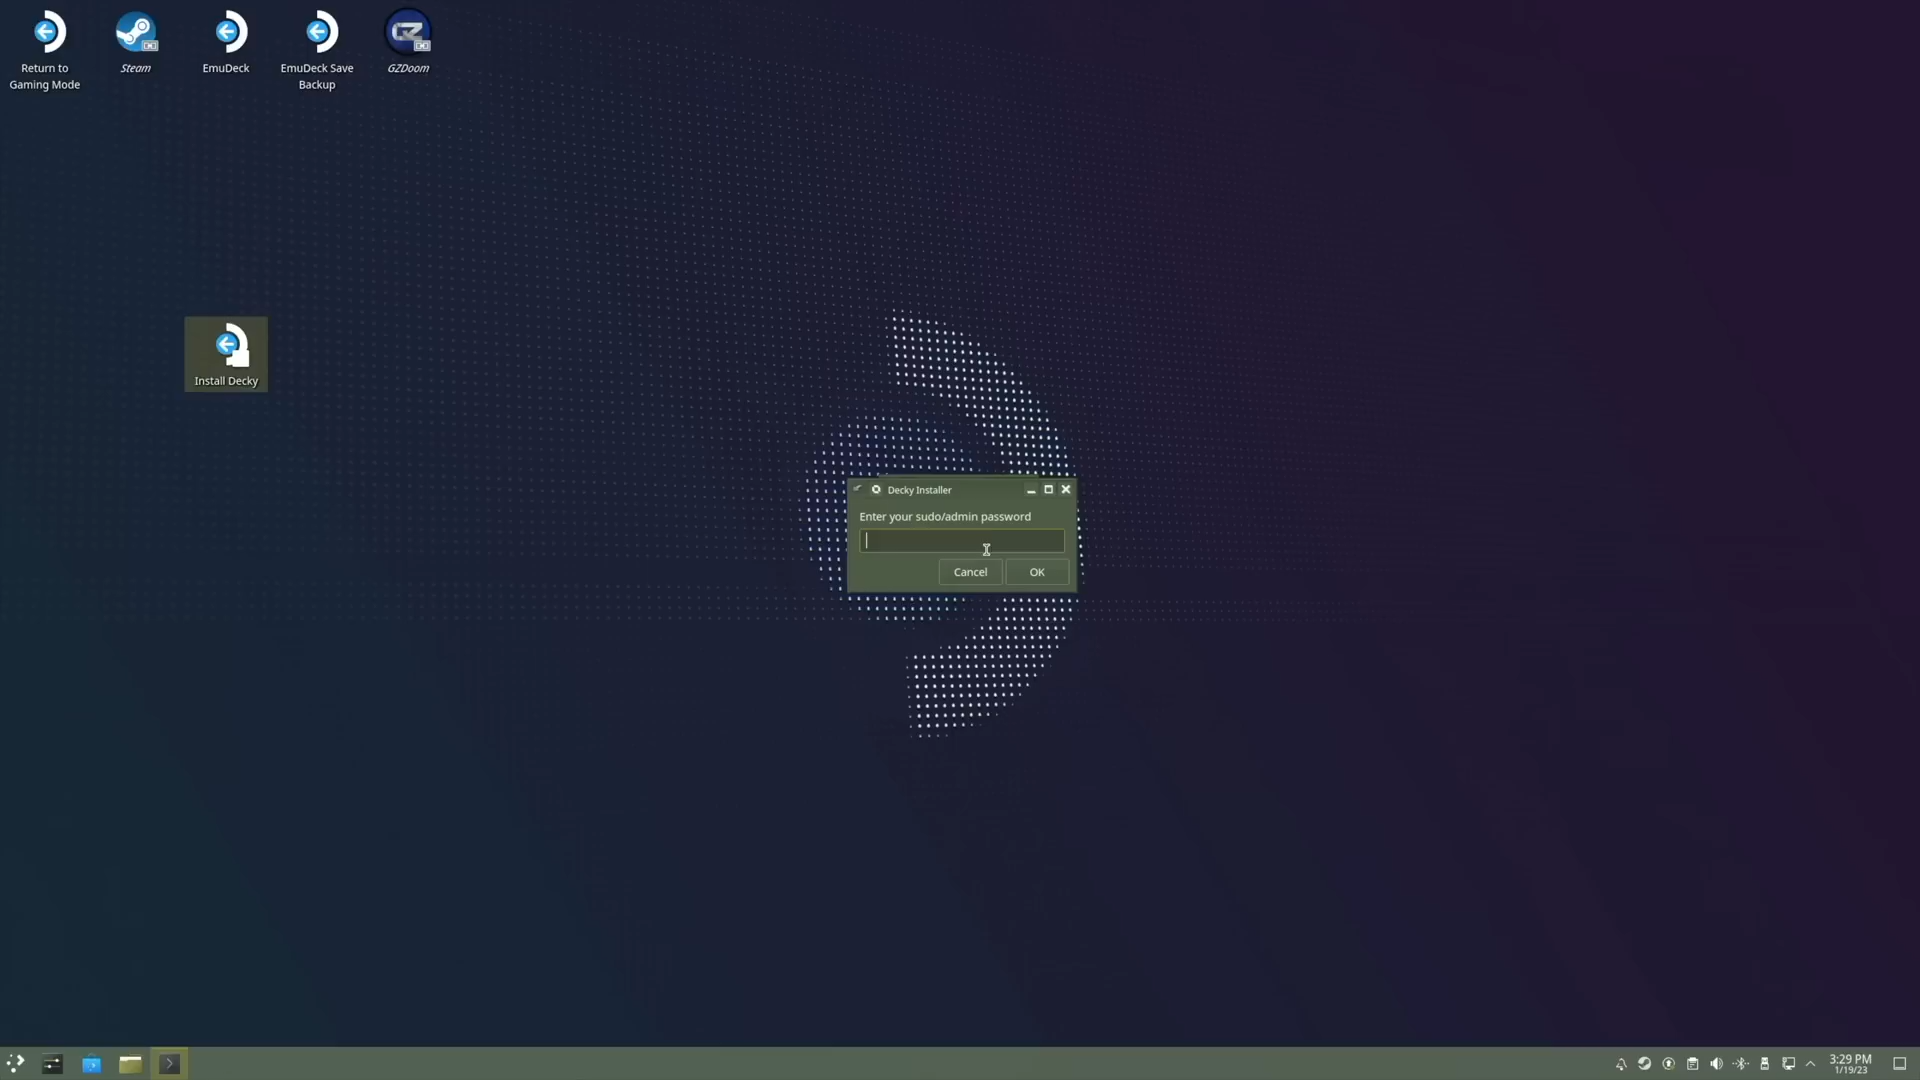 Return to
Gaming Mode
Steam
EmuDeck
EmuDeck Save
Backup
GZDoom
Install Decky
Decky Installer
Enter your sudo/admin password
Cancel
OK
3:29 PM
1/19/23